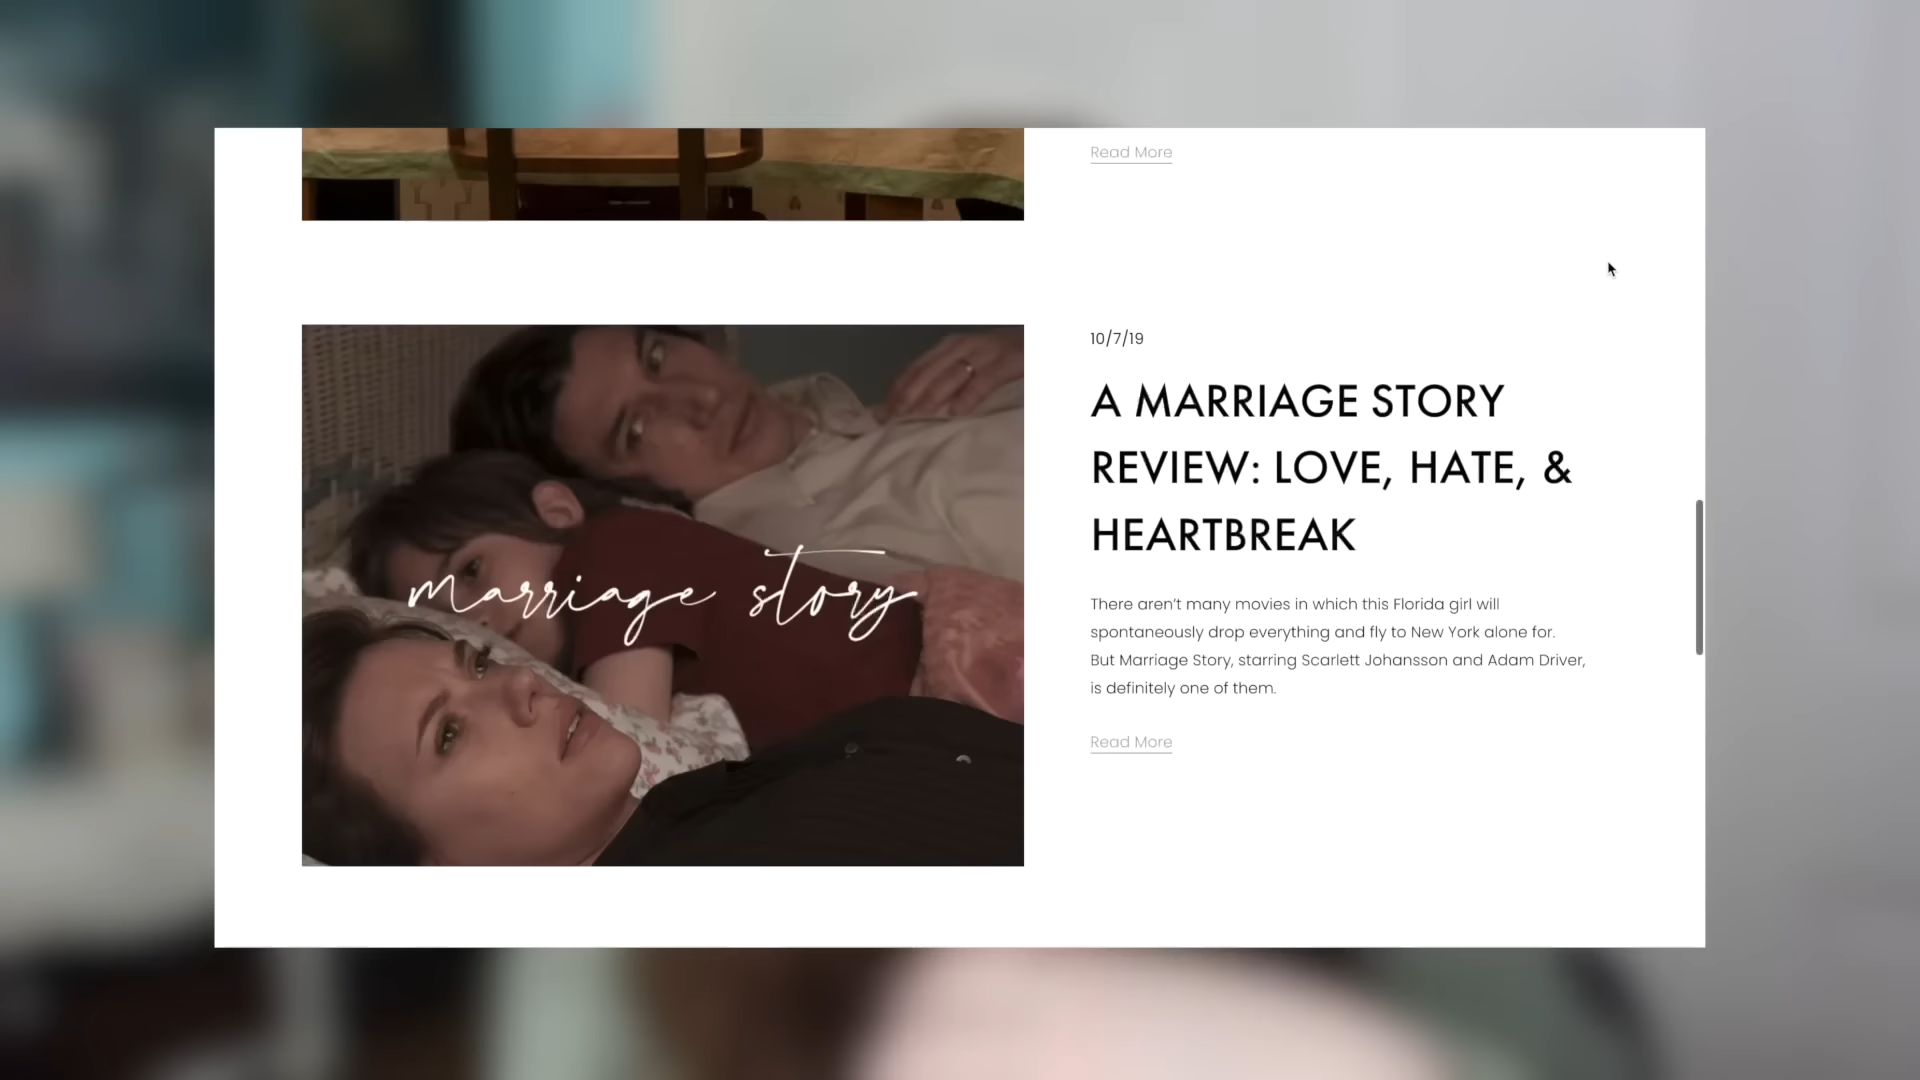 Read More
10/7/19
A MARRIAGE STORY
REVIEW: LOVE, HATE, &
HEARTBREAK
marriage story
There aren't many movies in which this Florida girl will
spontaneously drop everything and fly to New York alone for.
But Marriage Story, starring Scarlett Johansson and Adam Driver,
is definitely one of them.
Read More